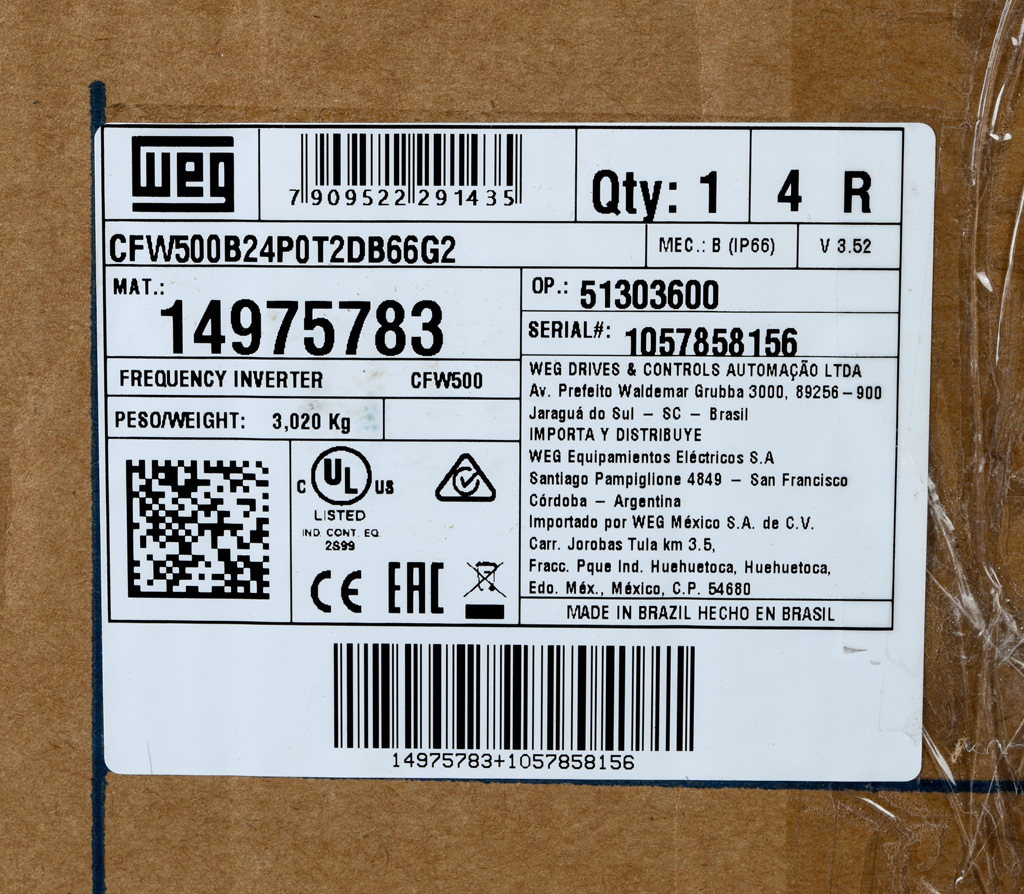 weg
7 909522 291435
Qty: 1
4 R
CFW500B24P0T2DB66G2
MEC.: B (IP66)
V 3.52
MAT.:
14975783
OP.: 51303600
SERIAL#: 1057858156
FREQUENCY INVERTER CFW500
PESO/WEIGHT: 3,020 Kg
WEG DRIVES & CONTROLS AUTOMAÇÃO LTDA
Av. Prefeito Waldemar Grubba 3000, 89256-900
Jaraguá do Sul - SC - Brasil
IMPORTA Y DISTRIBUYE
WEG Equipamientos Eléctricos S.A
Santiago Pampiglione 4849 - San Francisco
Córdoba - Argentina
Importado por WEG México S.A. de C.V.
Carr. Jorobas Tula km 3.5,
Fracc. Pque Ind. Huehuetoca, Huehuetoca,
Edo. Méx., México, C.P. 54680
MADE IN BRAZIL HECHO EN BRASIL
C UL US
LISTED
IND. CONT. EQ.
2S99
CE EAC
14975783+1057858156